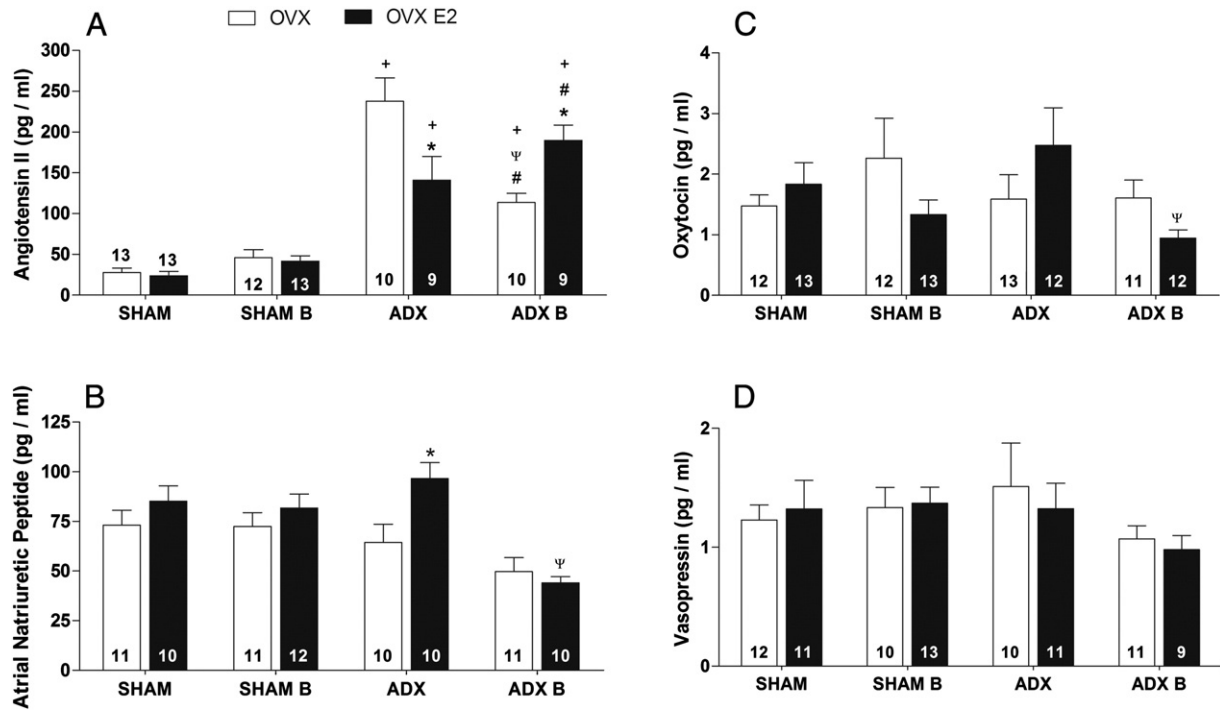 A
OVX OVX E2
Angiotensin II (pg / ml)
300
250
200
150
100
50
0
+
+
*
+
Ψ
#
+
#
*
13 13 12 13 10 9 10 9
SHAM SHAM B ADX ADX B
B
Atrial Natriuretic Peptide (pg / ml)
125
100
75
50
25
0
*
Ψ
11 10 11 12 10 10 11 10
SHAM SHAM B ADX ADX B
C
Oxytocin (pg / ml)
4
3
2
1
0
Ψ
12 13 12 13 13 12 11 12
SHAM SHAM B ADX ADX B
D
Vasopressin (pg / ml)
2
1
0
12 11 10 13 10 11 11 9
SHAM SHAM B ADX ADX B